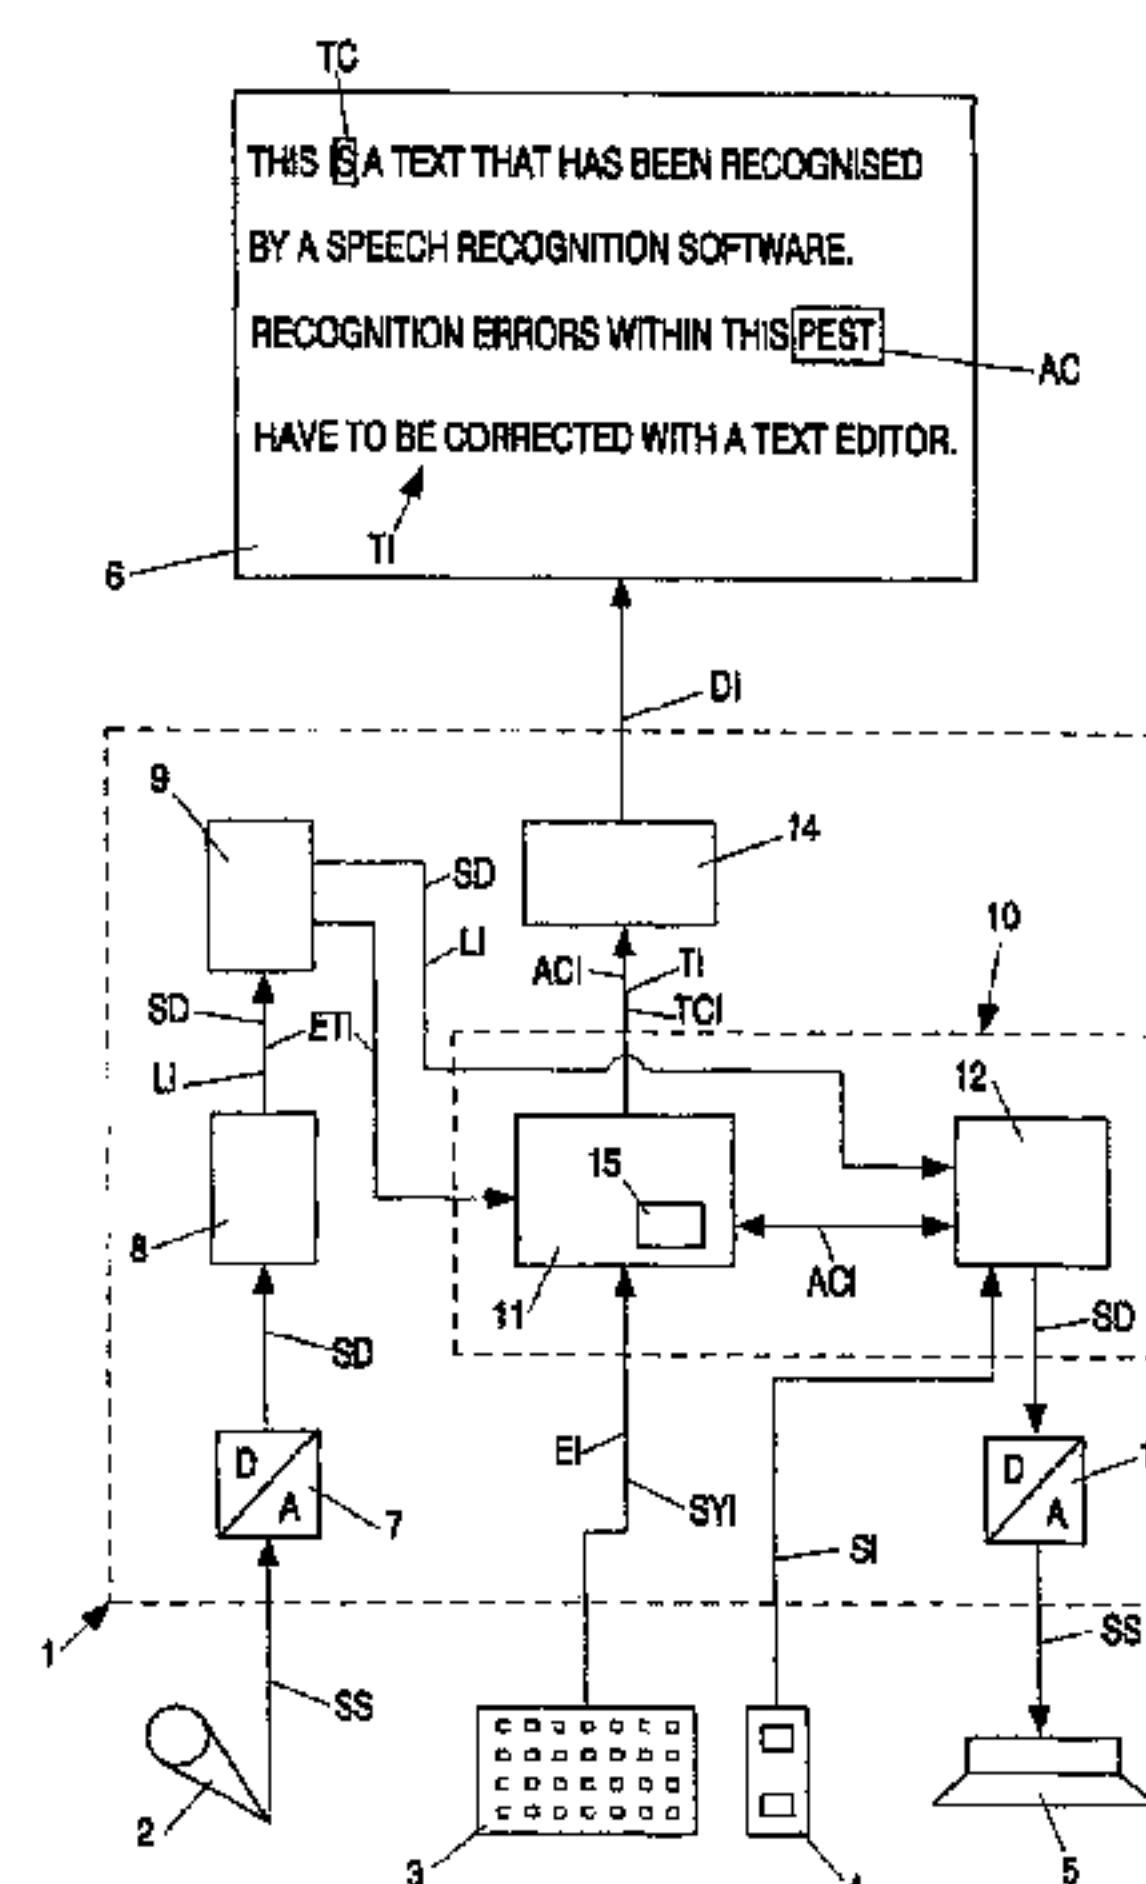 TC
THIS IS A TEXT THAT HAS BEEN RECOGNISED
BY A SPEECH RECOGNITION SOFTWARE.
RECOGNITION ERRORS WITHIN THIS PEST
AC
HAVE TO BE CORRECTED WITH A TEXT EDITOR.
TI
6
DI
9
14
SD
10
LI
ACI
TI
SD
TCI
ETI
LI
12
15
8
ACI
11
SD
SD
D
A
7
EI
SYI
D
A
SI
1
SS
SS
2
3
5